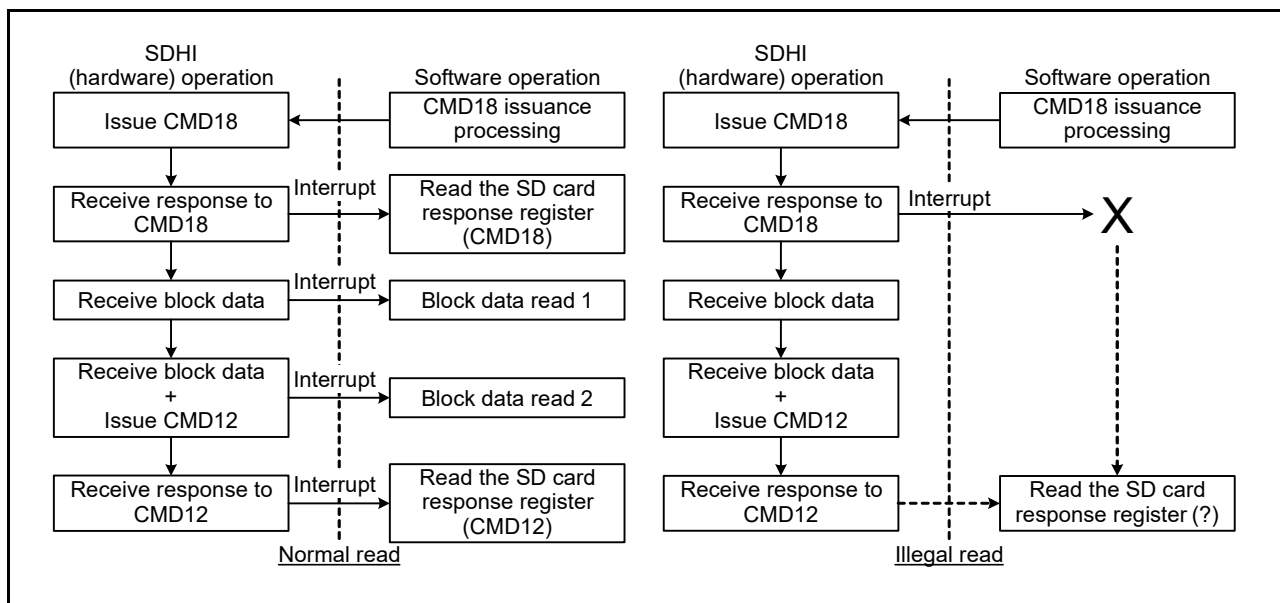 SDHI
(hardware) operation
Software operation
Issue CMD18
CMD18 issuance
processing
Receive response to
CMD18
Interrupt
Read the SD card
response register
(CMD18)
Receive block data
Interrupt
Block data read 1
Receive block data
+
Issue CMD12
Interrupt
Block data read 2
Receive response to
CMD12
Interrupt
Read the SD card
response register
(CMD12)
Normal read
SDHI
(hardware) operation
Software operation
Issue CMD18
CMD18 issuance
processing
Receive response to
CMD18
Interrupt
X
Receive block data
Receive block data
+
Issue CMD12
Receive response to
CMD12
Read the SD card
response register (?)
Illegal read